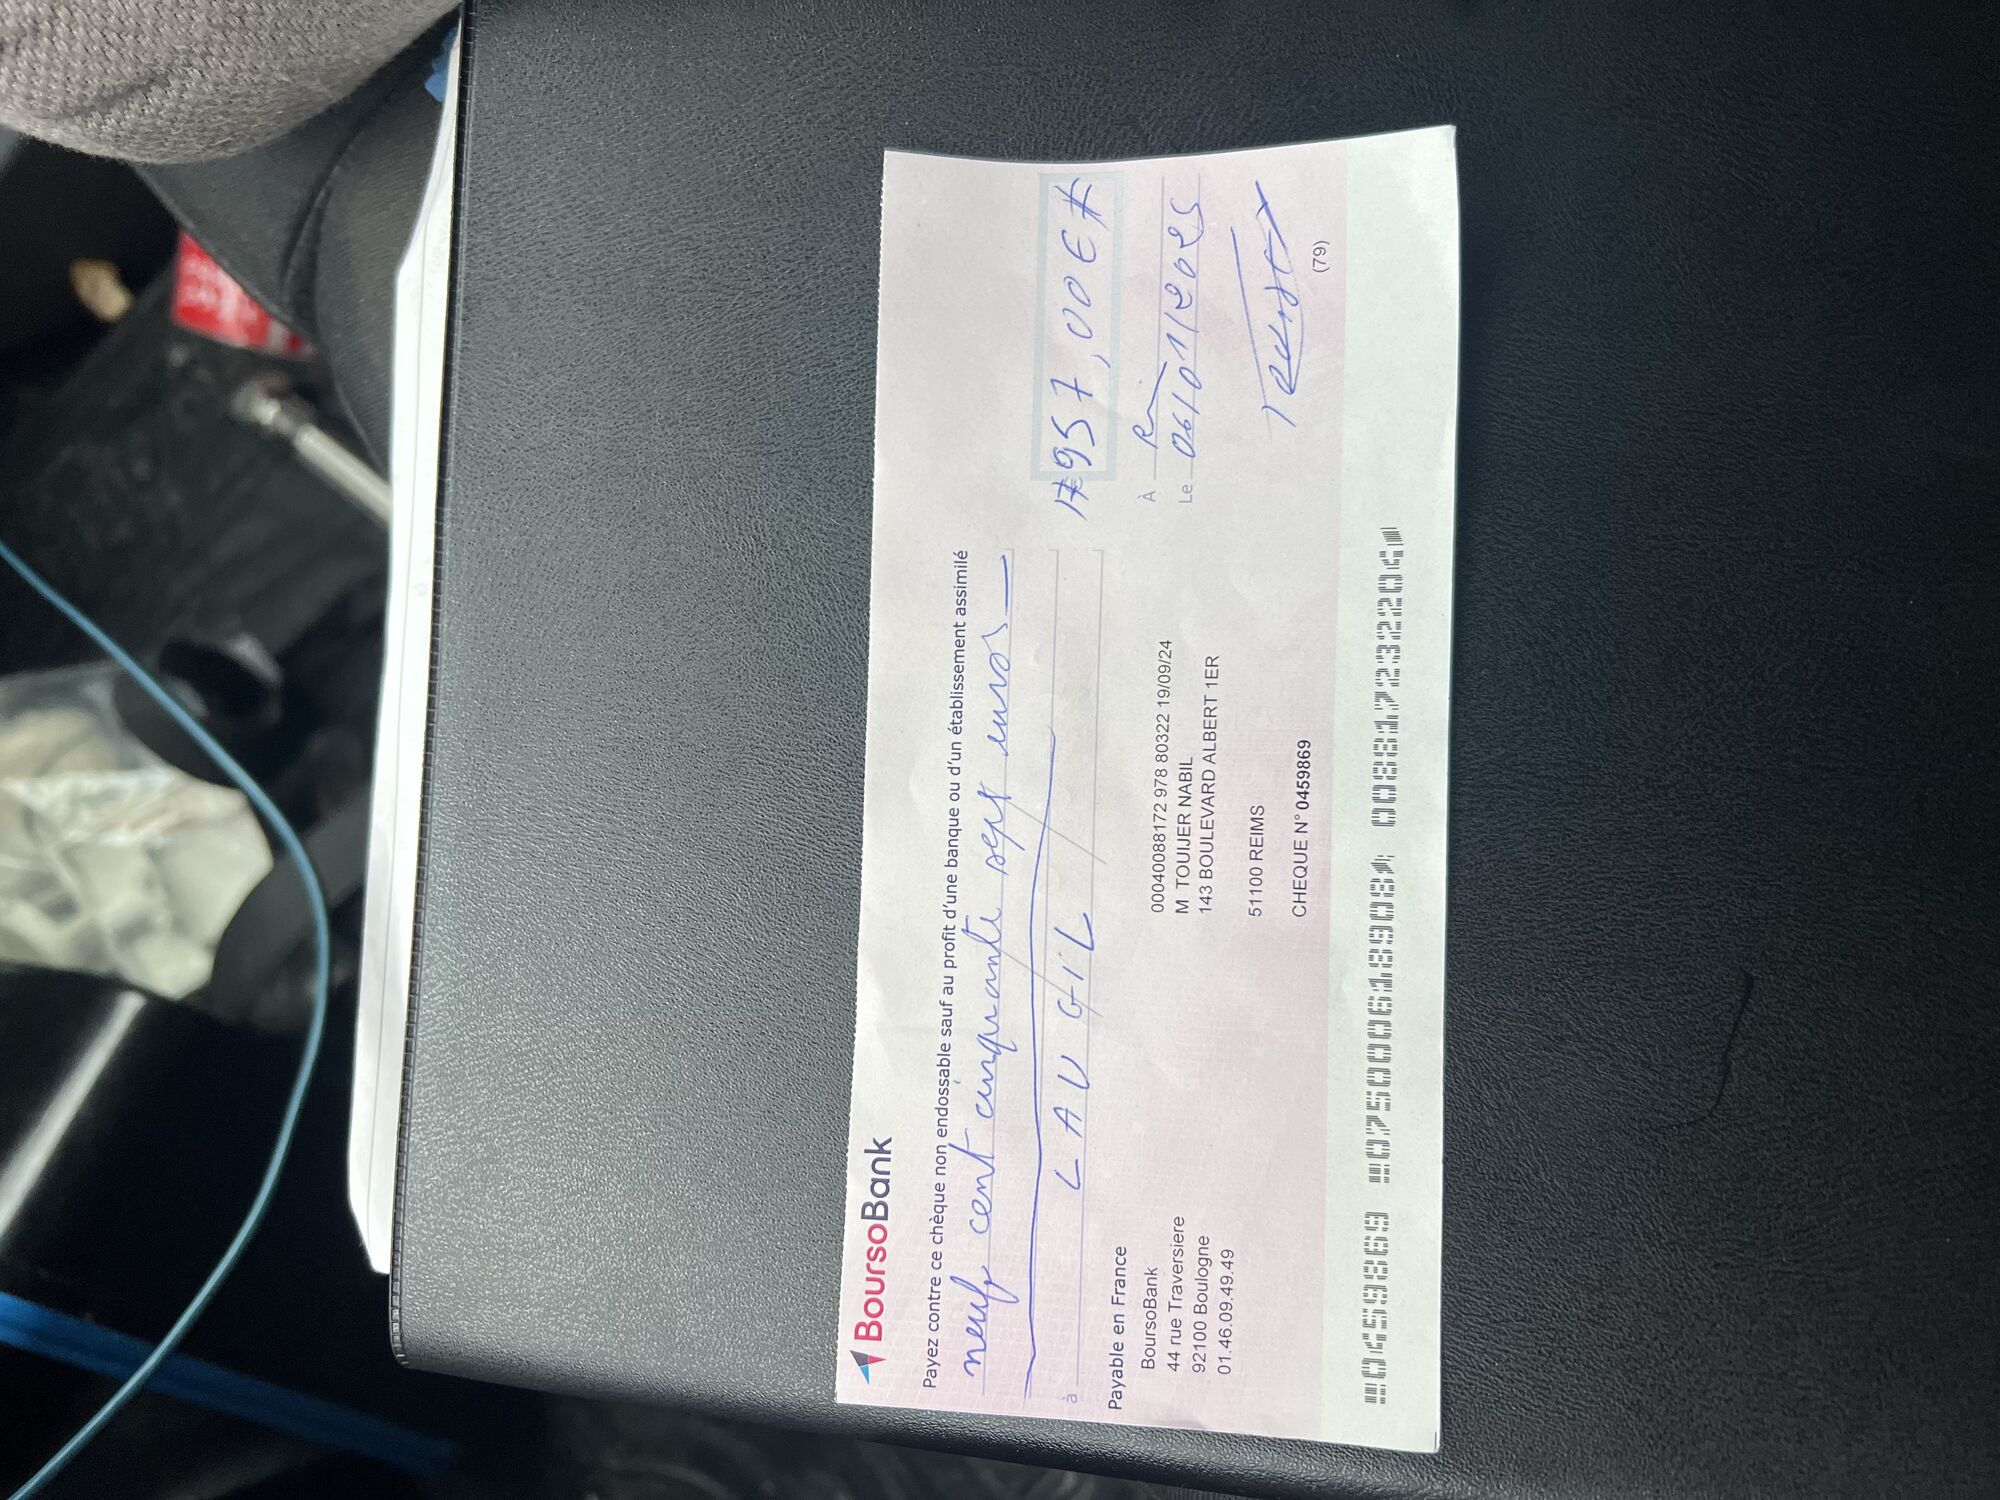 BoursoBank
Payez contre ce chèque non endossable sauf au profit d'une banque ou d'un établissement assimilé
neuf cent cinquante sept euros
957,00€
à LAVGIL
Payable en France
BoursoBank
44 rue Traversiere
92100 Boulogne
01.46.09.49.49
00040088172 978 80322 19/09/24
M TOUIJER NABIL
143 BOULEVARD ALBERT 1ER
51100 REIMS
CHEQUE N° 0459869
À
Le 06/01/2025
(79)